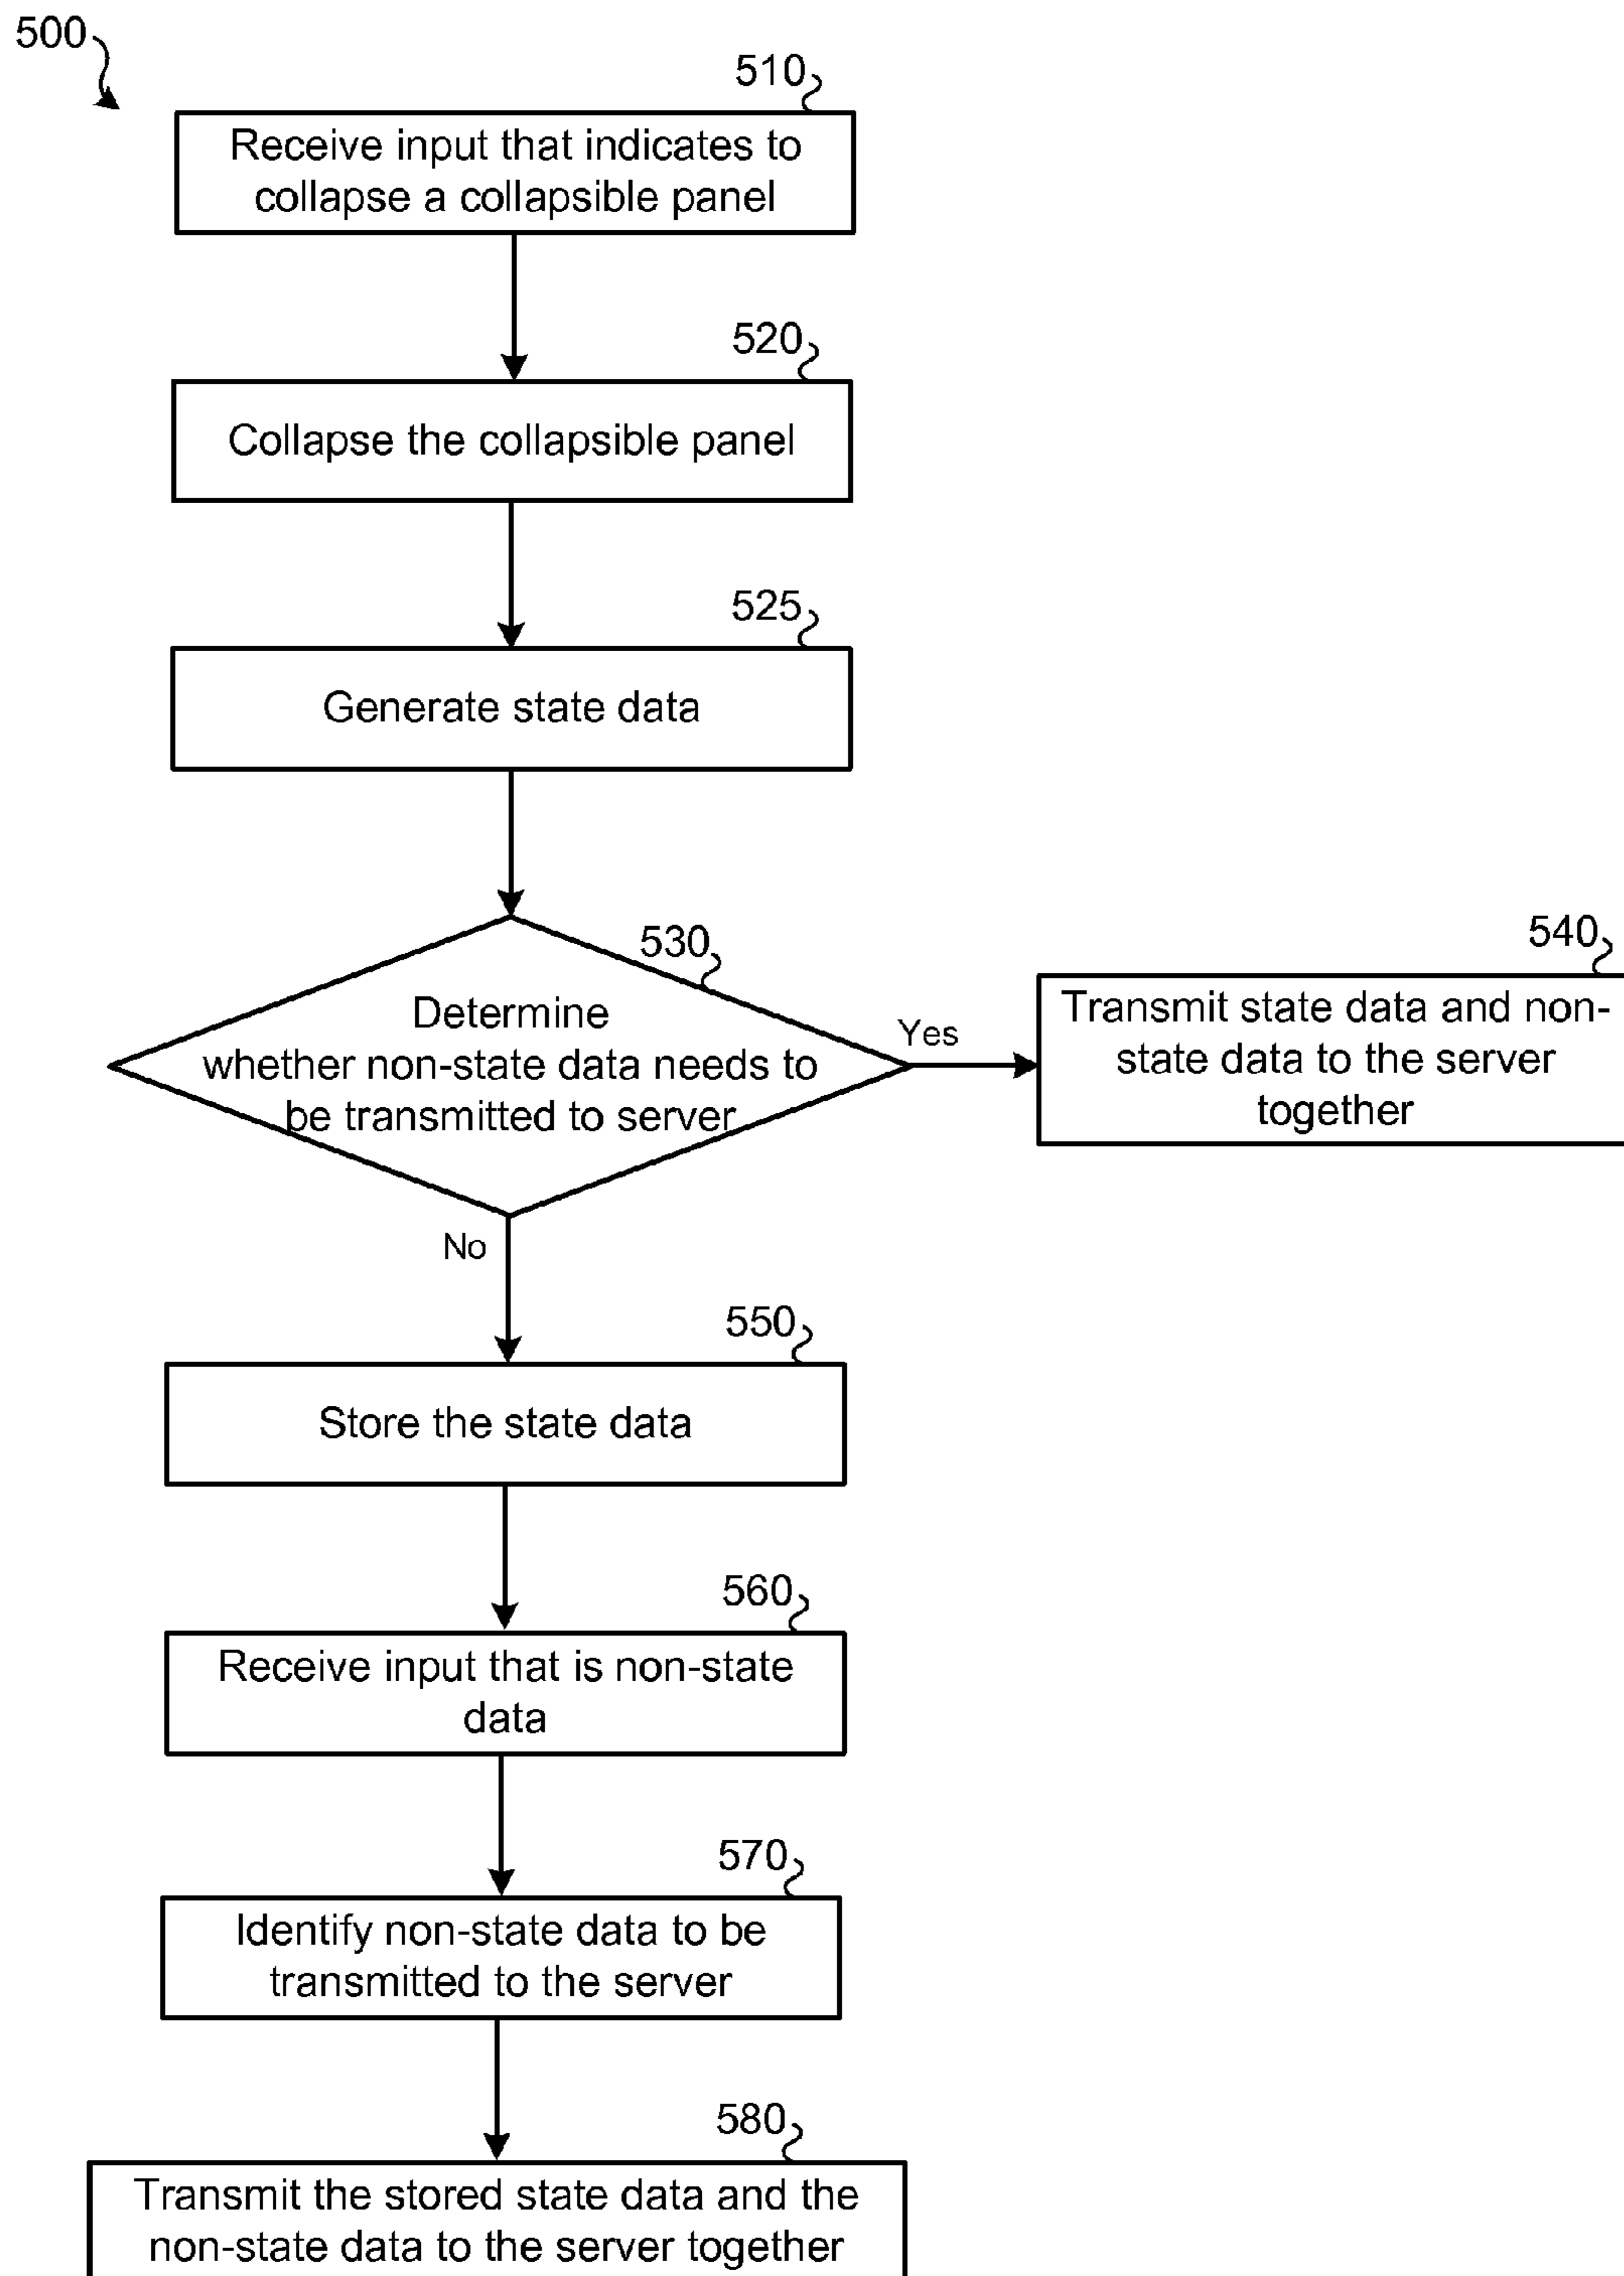 500
510
Receive input that indicates to
collapse a collapsible panel
520
Collapse the collapsible panel
525
Generate state data
530
Determine
whether non-state data needs to
be transmitted to server
Yes
540
Transmit state data and non-
state data to the server
together
No
550
Store the state data
560
Receive input that is non-state
data
570
Identify non-state data to be
transmitted to the server
580
Transmit the stored state data and the
non-state data to the server together